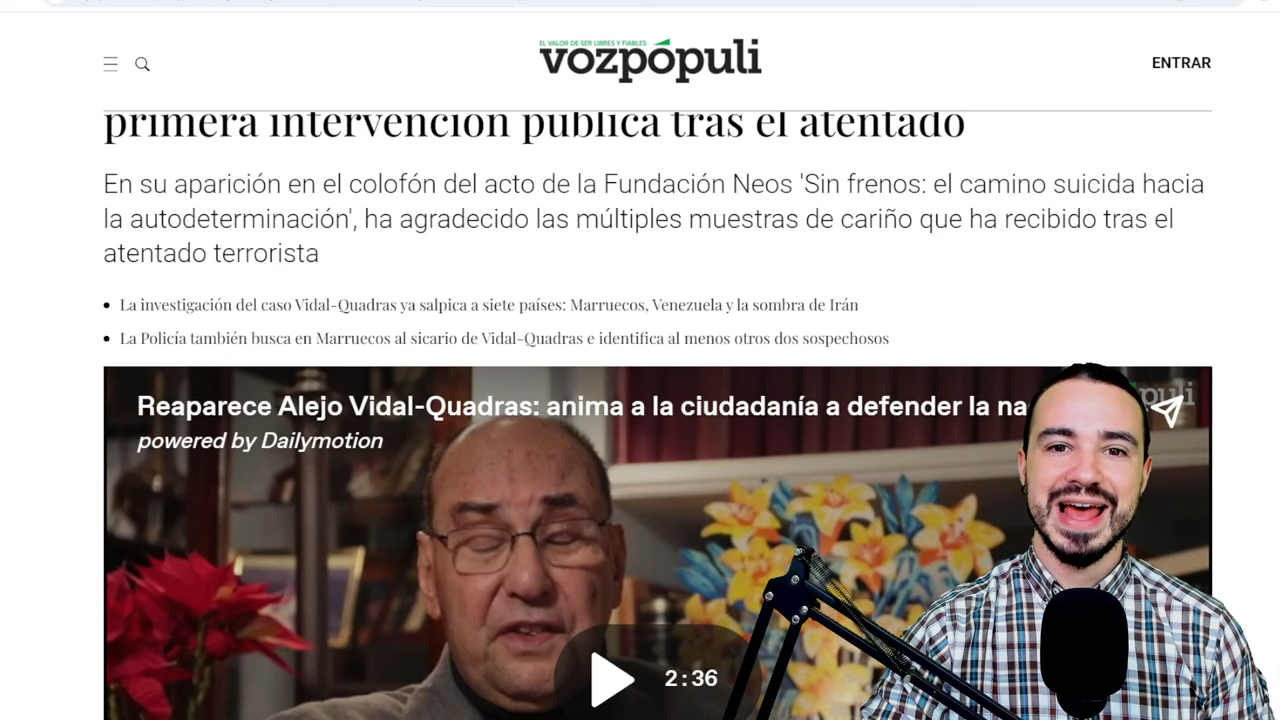 EL VALOR DE SER LIBRES Y FIABLES
vozpópuli
ENTRAR
primera intervención pública tras el atentado
En su aparición en el colofón del acto de la Fundación Neos 'Sin frenos: el camino suicida hacia
la autodeterminación', ha agradecido las múltiples muestras de cariño que ha recibido tras el
atentado terrorista
La investigación del caso Vidal-Quadras ya salpica a siete países: Marruecos, Venezuela y la sombra de Irán
La Policía también busca en Marruecos al sicario de Vidal-Quadras e identifica al menos otros dos sospechosos
Reaparece Alejo Vidal-Quadras: anima a la ciudadanía a defender la na
puli
powered by Dailymotion
2:36